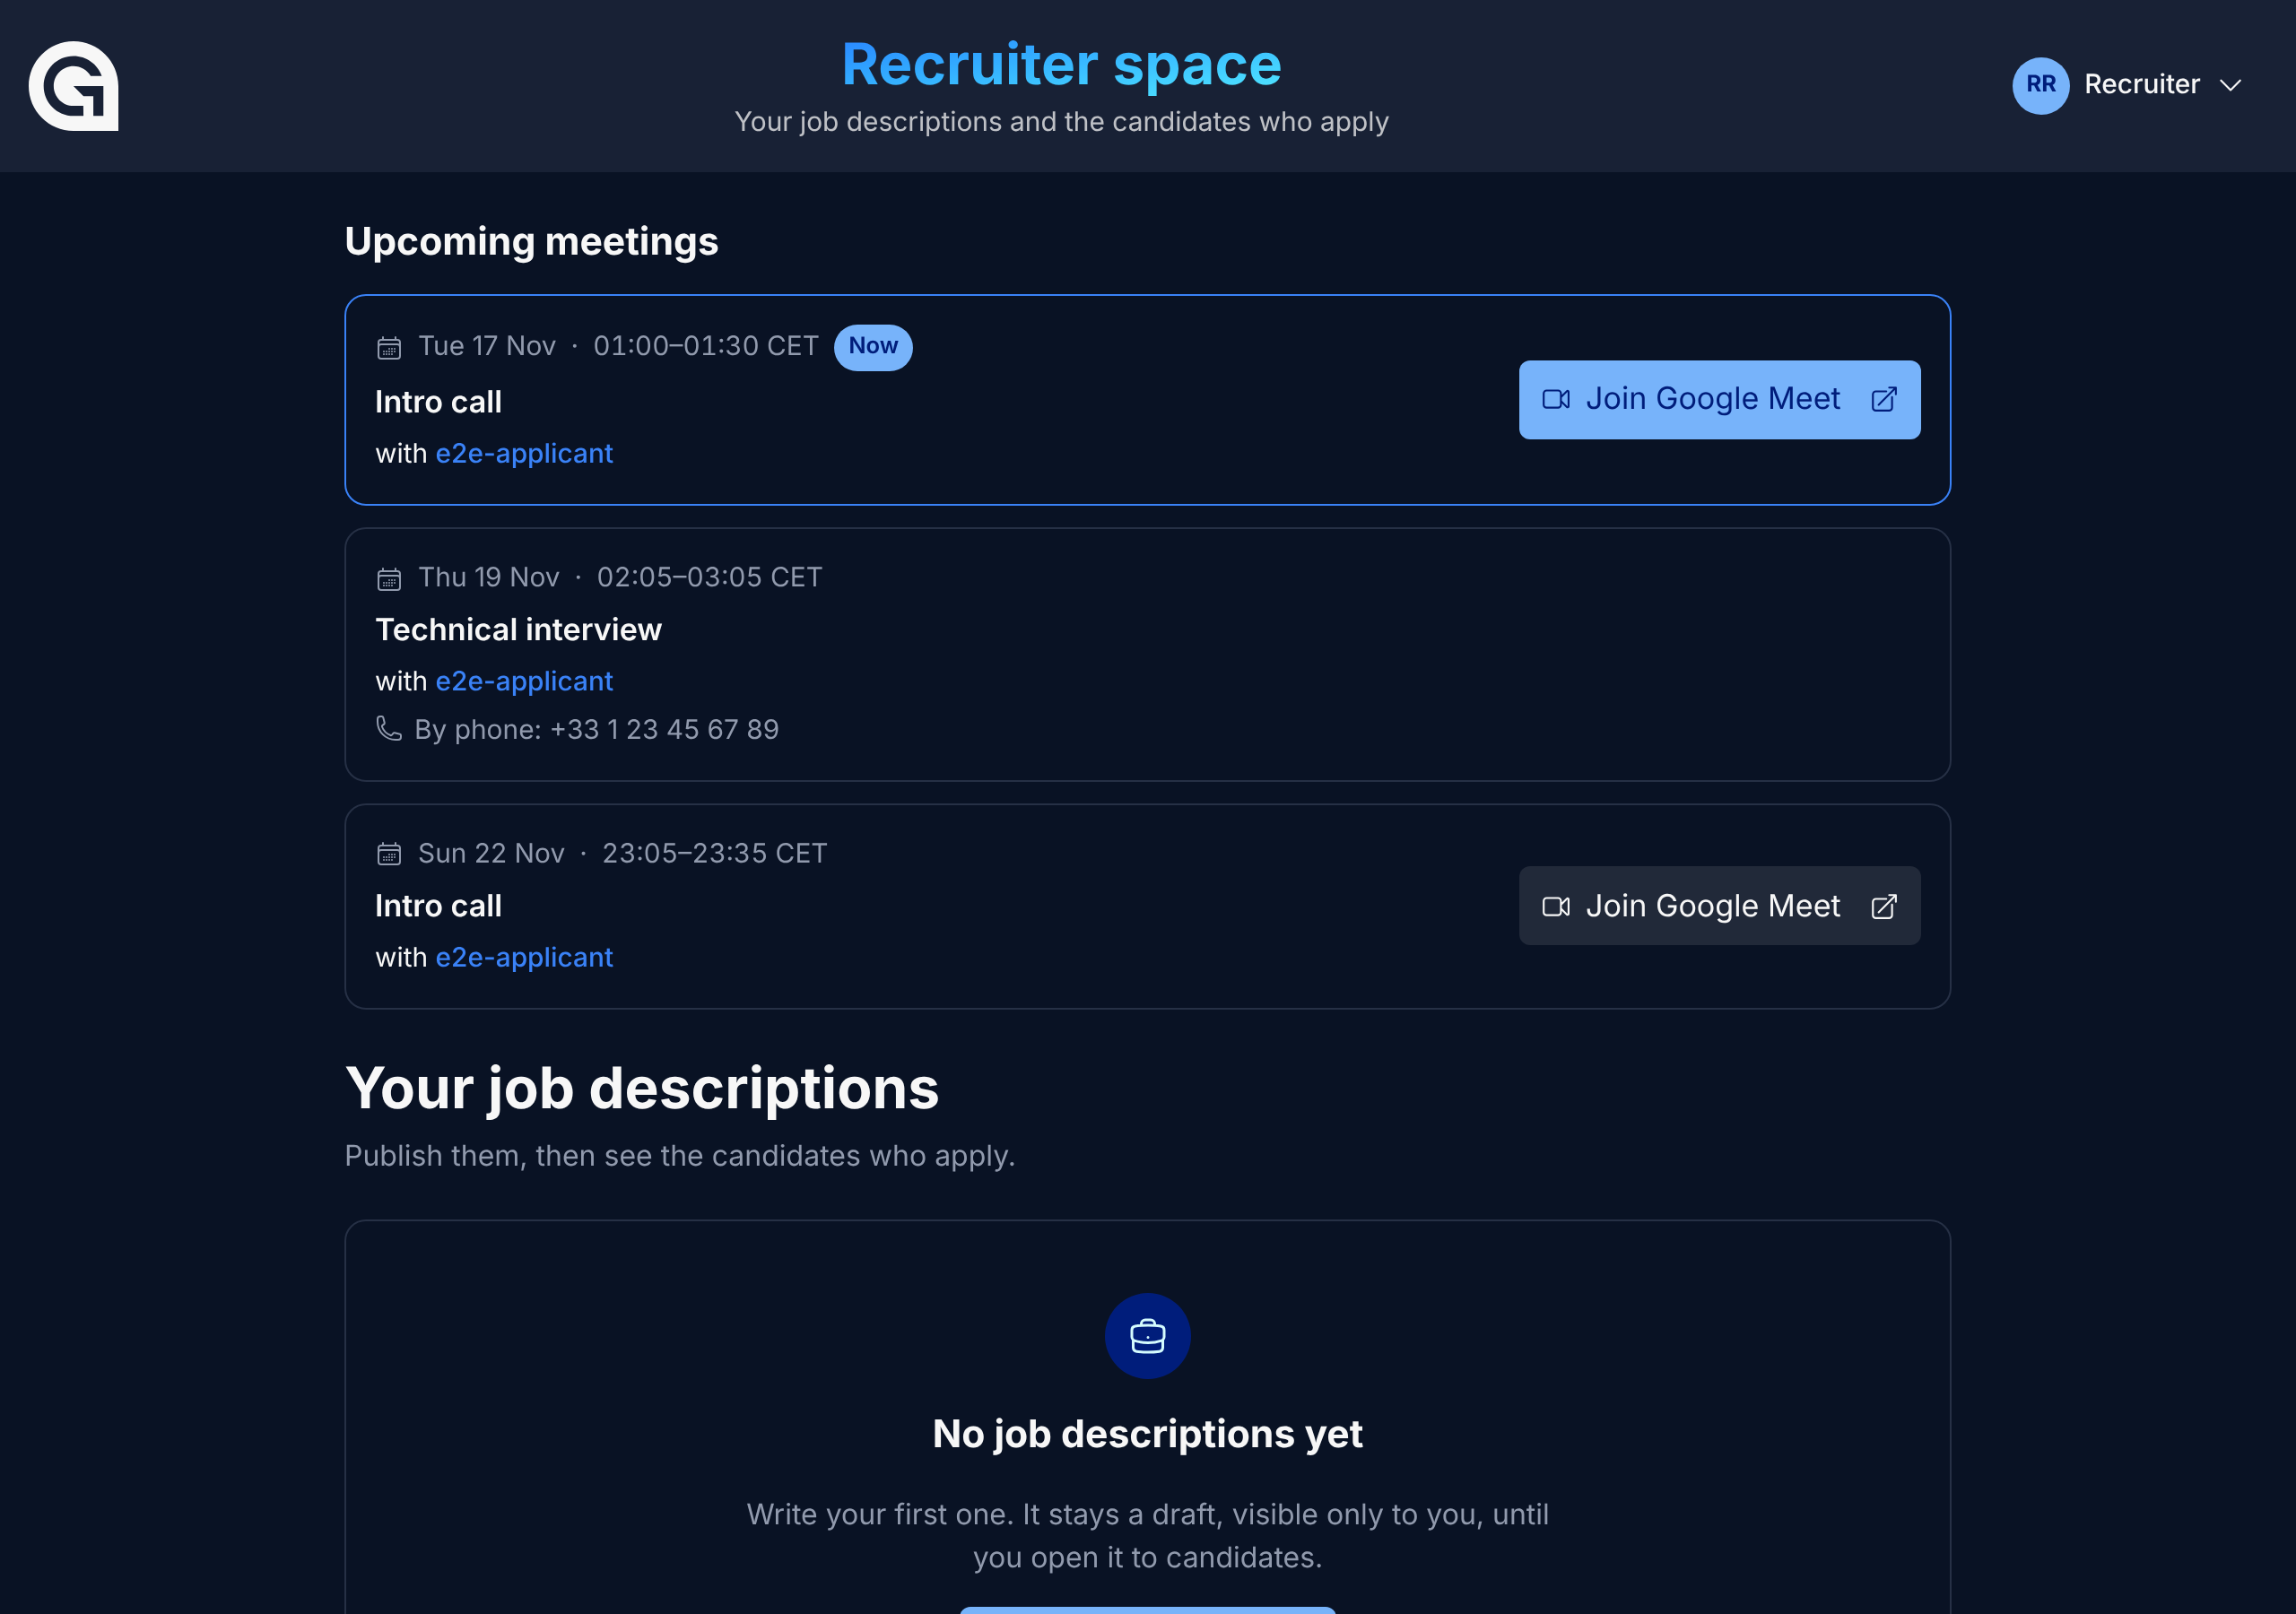 Recruiter space
Your job descriptions and the candidates who apply
RR
Recruiter
Upcoming meetings
Tue 17 Nov · 01:00–01:30 CET Now
Intro call
with e2e-applicant
Join Google Meet
Thu 19 Nov · 02:05–03:05 CET
Technical interview
with e2e-applicant
By phone: +33 1 23 45 67 89
Sun 22 Nov · 23:05–23:35 CET
Intro call
with e2e-applicant
Join Google Meet
Your job descriptions
Publish them, then see the candidates who apply.
No job descriptions yet
Write your first one. It stays a draft, visible only to you, until
you open it to candidates.